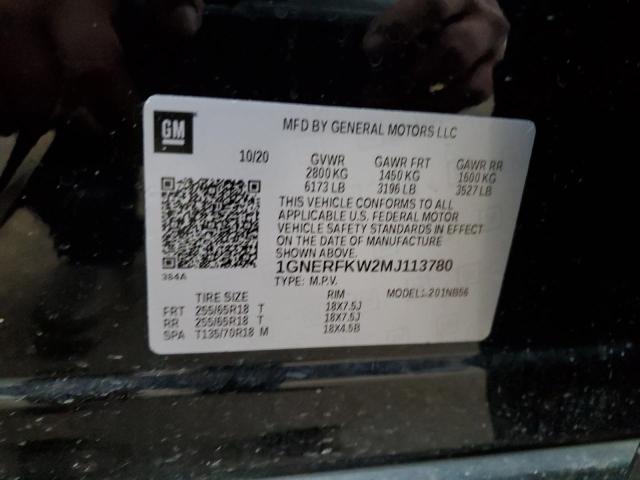 GM
MFD BY GENERAL MOTORS LLC
10/20 GVWR GAWR FRT GAWR RR
2800 KG 1450 KG 1600 KG
6173 LB 3196 LB 3527 LB
THIS VEHICLE CONFORMS TO ALL
APPLICABLE U.S. FEDERAL MOTOR
VEHICLE SAFETY STANDARDS IN EFFECT
ON THE DATE OF MANUFACTURE
SHOWN ABOVE.
384A
1GNERFKW2MJ113780
TYPE: M.P.V. MODEL: 201NB56
TIRE SIZE RIM
FRT 255/65R18 T 18X7.5J
RR 255/65R18 T 18X7.5J
SPA T135/70R18 M 18X4.5B